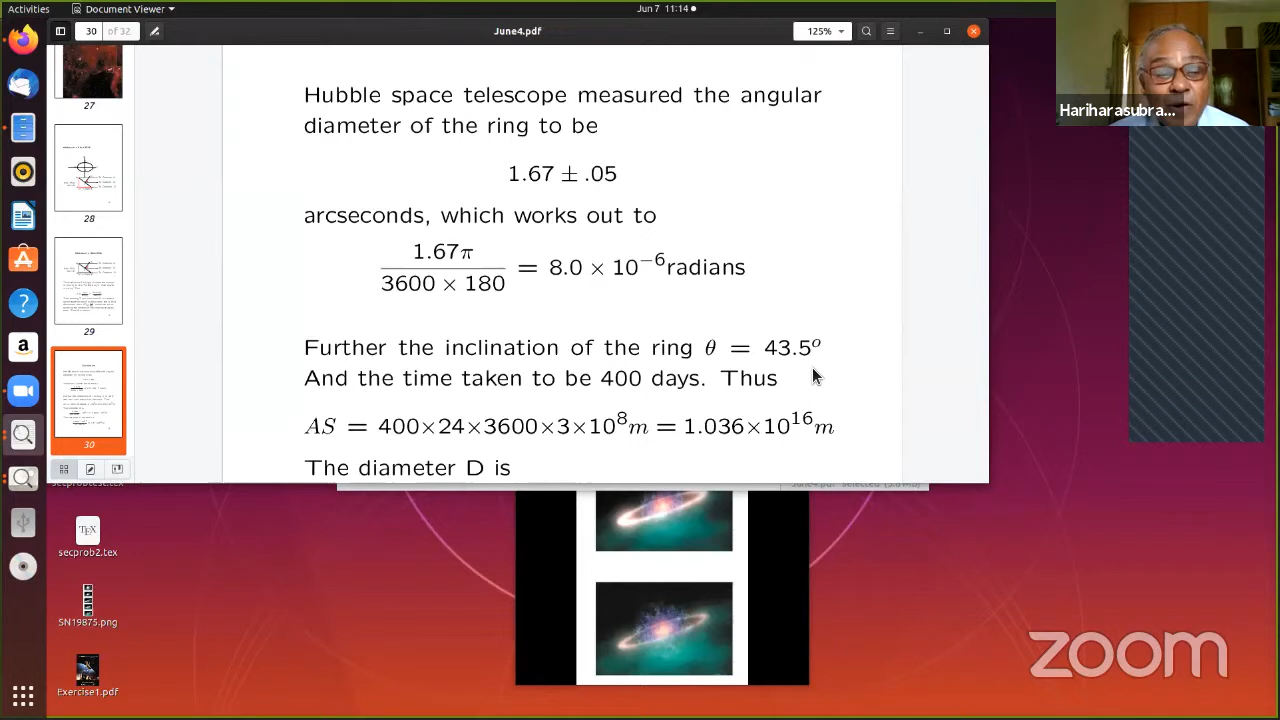 Activities
Document Viewer
Jun 7 11:14
30
of 32
June4.pdf
125%
27
28
29
30
Hubble space telescope measured the angular
diameter of the ring to be
1.67 ± .05
arcseconds, which works out to
1.67π / 3600 × 180 = 8.0 × 10⁻⁶ radians
Further the inclination of the ring θ = 43.5°
And the time taken to be 400 days. Thus
AS = 400×24×3600×3×10⁸m = 1.036×10¹⁶m
The diameter D is
Hariharasubra...
secprob2.tex
SN19875.png
Exercise1.pdf
zoom